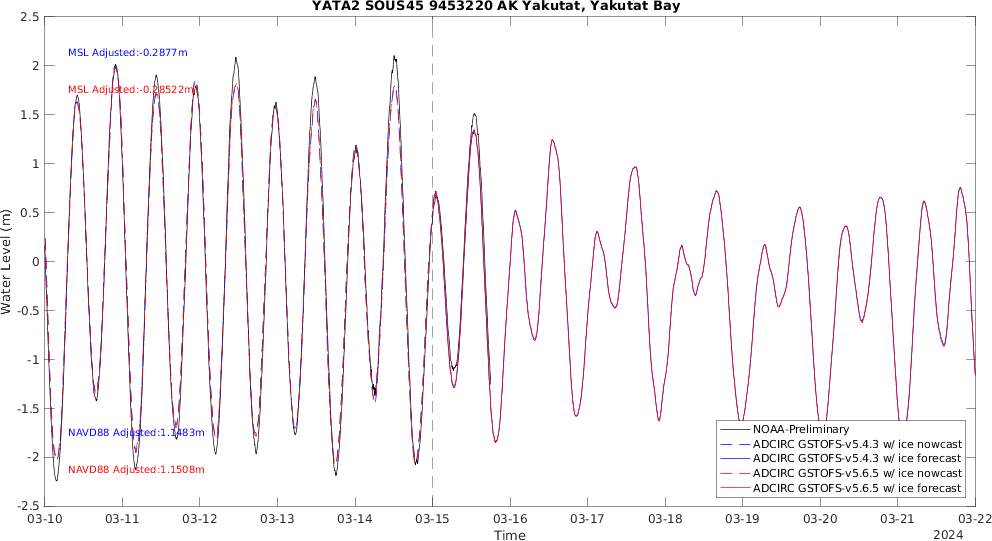 YATA2 SOUS45 9453220 AK Yakutat, Yakutat Bay
2.5
2
1.5
1
0.5
0
-0.5
-1
-1.5
-2
-2.5
Water Level (m)
MSL Adjusted:-0.2877m
MSL Adjusted:-0.28522m
NAVD88 Adjusted:1.1483m
NAVD88 Adjusted:1.1508m
NOAA-Preliminary
ADCIRC GSTOFS-v5.4.3 w/ ice nowcast
ADCIRC GSTOFS-v5.4.3 w/ ice forecast
ADCIRC GSTOFS-v5.6.5 w/ ice nowcast
ADCIRC GSTOFS-v5.6.5 w/ ice forecast
03-10 03-11 03-12 03-13 03-14 03-15 03-16 03-17 03-18 03-19 03-20 03-21 03-22
Time
2024